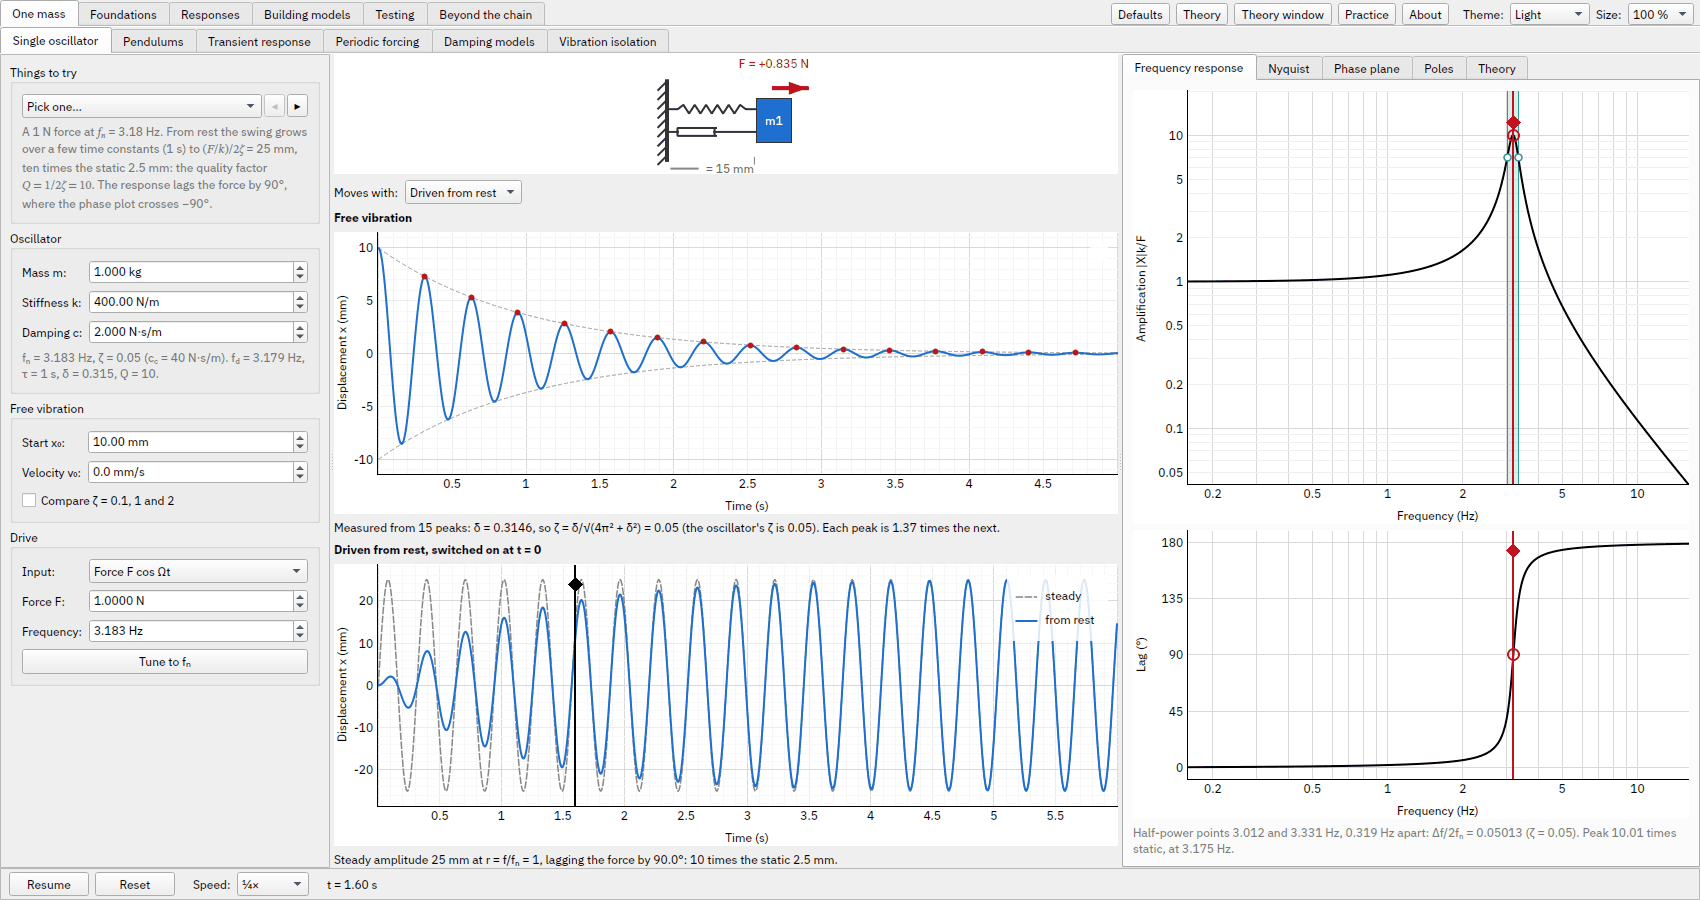 One mass Foundations Responses Building models Testing Beyond the chain Defaults Theory Theory window Practice About Theme: Light Size: 100 %
Single oscillator Pendulums Transient response Periodic forcing Damping models Vibration isolation
Things to try
Pick one...
A 1 N force at fₙ = 3.18 Hz. From rest the swing grows
over a few time constants (1 s) to (F/k)/2ζ = 25 mm,
ten times the static 2.5 mm: the quality factor
Q = 1/2ζ = 10. The response lags the force by 90°,
where the phase plot crosses −90°.
Oscillator
Mass m: 1.000 kg
Stiffness k: 400.00 N/m
Damping c: 2.000 N·s/m
fₙ = 3.183 Hz, ζ = 0.05 (c꜀ = 40 N·s/m). f_d = 3.179 Hz,
τ = 1 s, δ = 0.315, Q = 10.
Free vibration
Start x₀: 10.00 mm
Velocity v₀: 0.0 mm/s
Compare ζ = 0.1, 1 and 2
Drive
Input: Force F cos Ωt
Force F: 1.0000 N
Frequency: 3.183 Hz
Tune to fₙ
F = +0.835 N
m1
= 15 mm
Moves with: Driven from rest
Free vibration
Displacement x (mm)
10
5
0
-5
-10
0.5 1 1.5 2 2.5 3 3.5 4 4.5
Time (s)
Measured from 15 peaks: δ = 0.3146, so ζ = δ/√(4π² + δ²) = 0.05 (the oscillator's is 0.05). Each peak is 1.37 times the next.
Driven from rest, switched on at t = 0
Displacement x (mm)
20
10
0
-10
-20
steady
from rest
0.5 1 1.5 2 2.5 3 3.5 4 4.5 5 5.5
Time (s)
Steady amplitude 25 mm at r = f/fₙ = 1, lagging the force by 90.0°: 10 times the static 2.5 mm.
Frequency response Nyquist Phase plane Poles Theory
Amplification |X|k/F
10
5
2
1
0.5
0.2
0.1
0.05
0.2 0.5 1 2 5 10
Frequency (Hz)
Lag (°)
180
135
90
45
0
0.2 0.5 1 2 5 10
Frequency (Hz)
Half-power points 3.012 and 3.331 Hz, 0.319 Hz apart: Δf/2fₙ = 0.05013 (ζ = 0.05). Peak 10.01 times
static, at 3.175 Hz.
Resume Reset Speed: ¼× t = 1.60 s